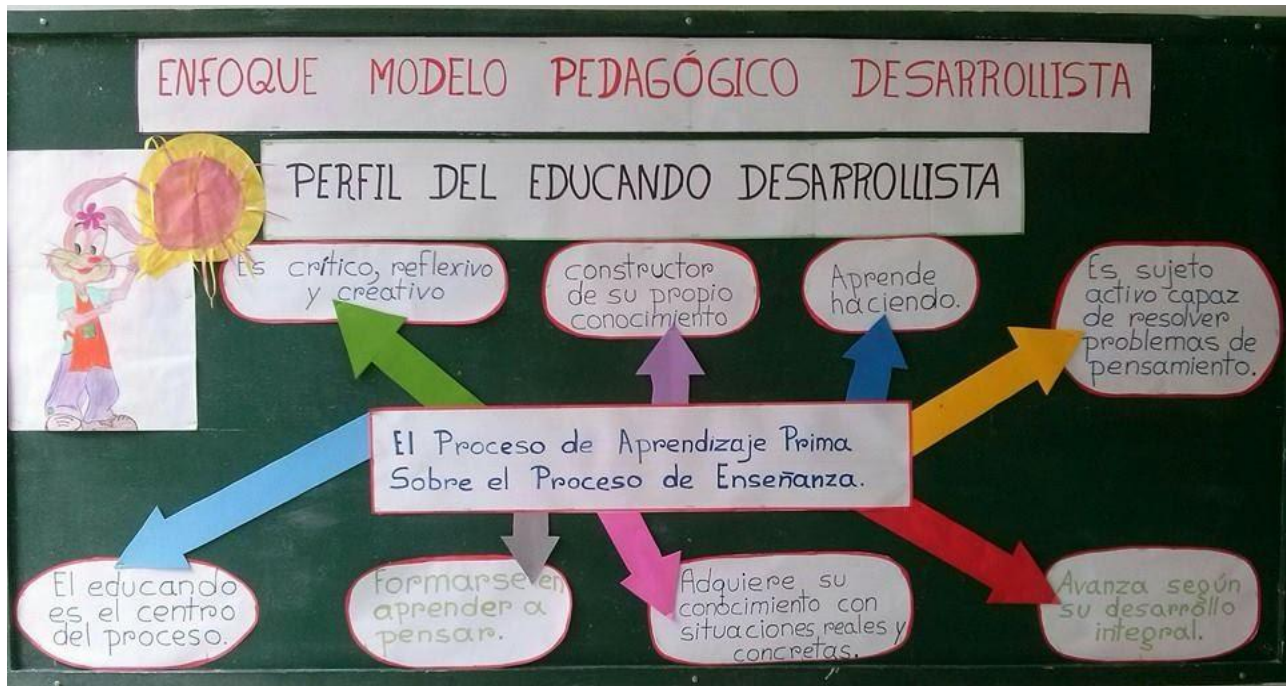 ENFOQUE MODELO PEDAGÓGICO DESARROLLISTA
PERFIL DEL EDUCANDO DESARROLLISTA
Es crítico, reflexivo
y creativo
constructor
de su propio
conocimiento
Aprende
haciendo.
Es sujeto
activo capaz
de resolver
problemas de
pensamiento.
El Proceso de Aprendizaje Prima
Sobre el Proceso de Enseñanza.
El educando
es el centro
del proceso.
Formarse en
aprender a
pensar.
Adquiere su
conocimiento con
situaciones reales y
concretas.
Avanza según
su desarrollo
integral.